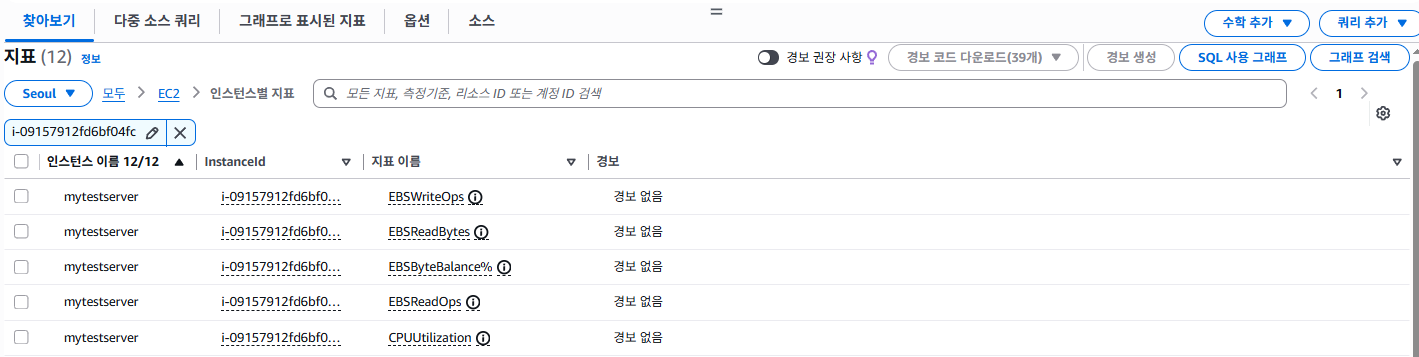 찾아보기 다중 소스 쿼리 그래프로 표시된 지표 옵션 소스 수학 추가 쿼리 추가
지표 (12) 정보 경보 권장 사항 경보 코드 다운로드(39개) 경보 생성 SQL 사용 그래프 그래프 검색
Seoul 모두 EC2 인스턴스별 지표 모든 지표, 측정기준, 리소스 ID 또는 계정 ID 검색 1
i-09157912fd6bf04fc
인스턴스 이름 12/12 InstanceId 지표 이름 경보
mytestserver i-09157912fd6bf0... EBSWriteOps 경보 없음
mytestserver i-09157912fd6bf0... EBSReadBytes 경보 없음
mytestserver i-09157912fd6bf0... EBSByteBalance% 경보 없음
mytestserver i-09157912fd6bf0... EBSReadOps 경보 없음
mytestserver i-09157912fd6bf0... CPUUtilization 경보 없음